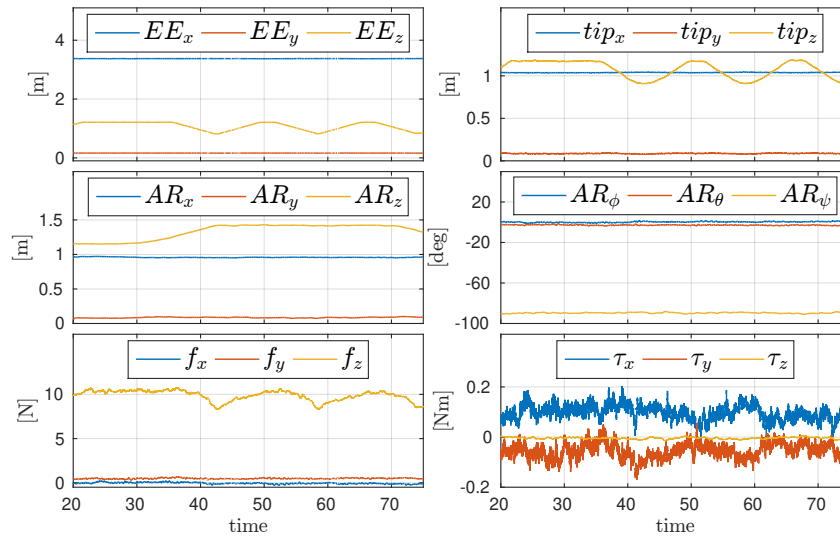 EE_x EE_y EE_z
[m]
4
2
0
tip_x tip_y tip_z
[m]
1
0.5
0
AR_x AR_y AR_z
[m]
1.5
1
0.5
0
AR_ϕ AR_θ AR_ψ
[deg]
20
-20
-60
-100
f_x f_y f_z
[N]
10
5
0
20 30 40 50 60 70
time
τ_x τ_y τ_z
[Nm]
0.2
0
-0.2
20 30 40 50 60 70
time